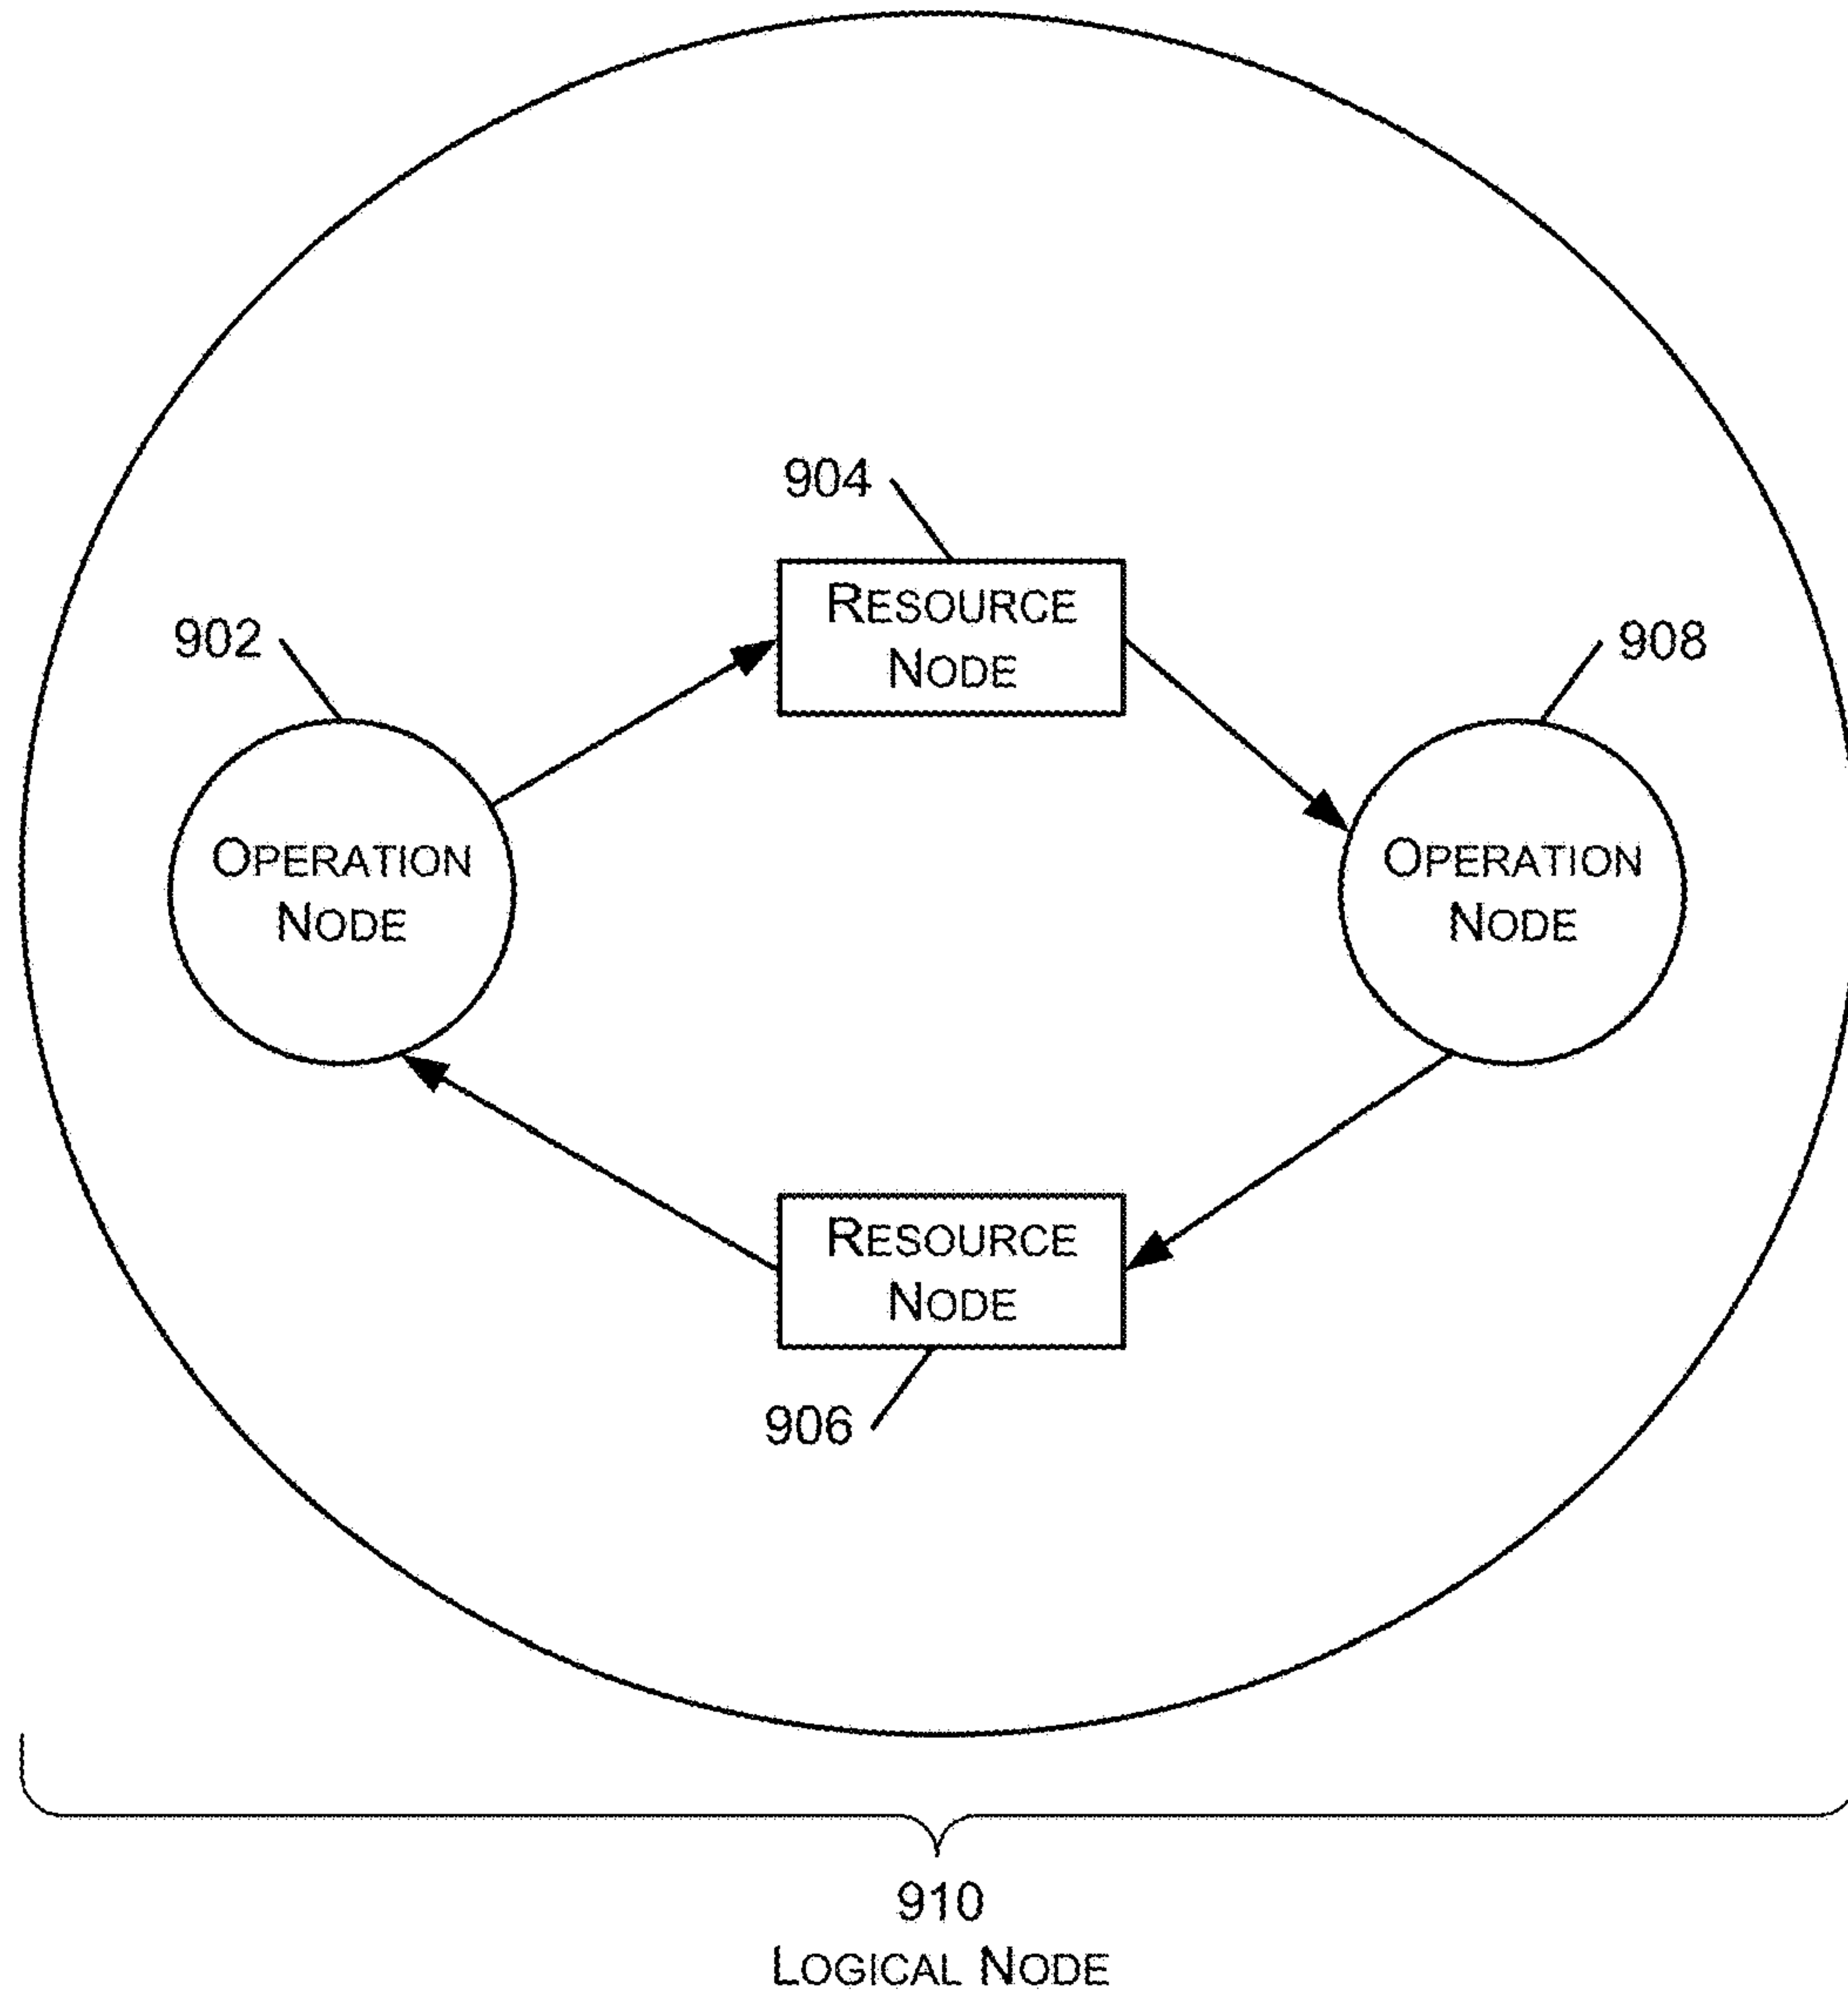 904
RESOURCE
NODE
902
908
OPERATION
NODE
OPERATION
NODE
RESOURCE
NODE
906
910
LOGICAL NODE